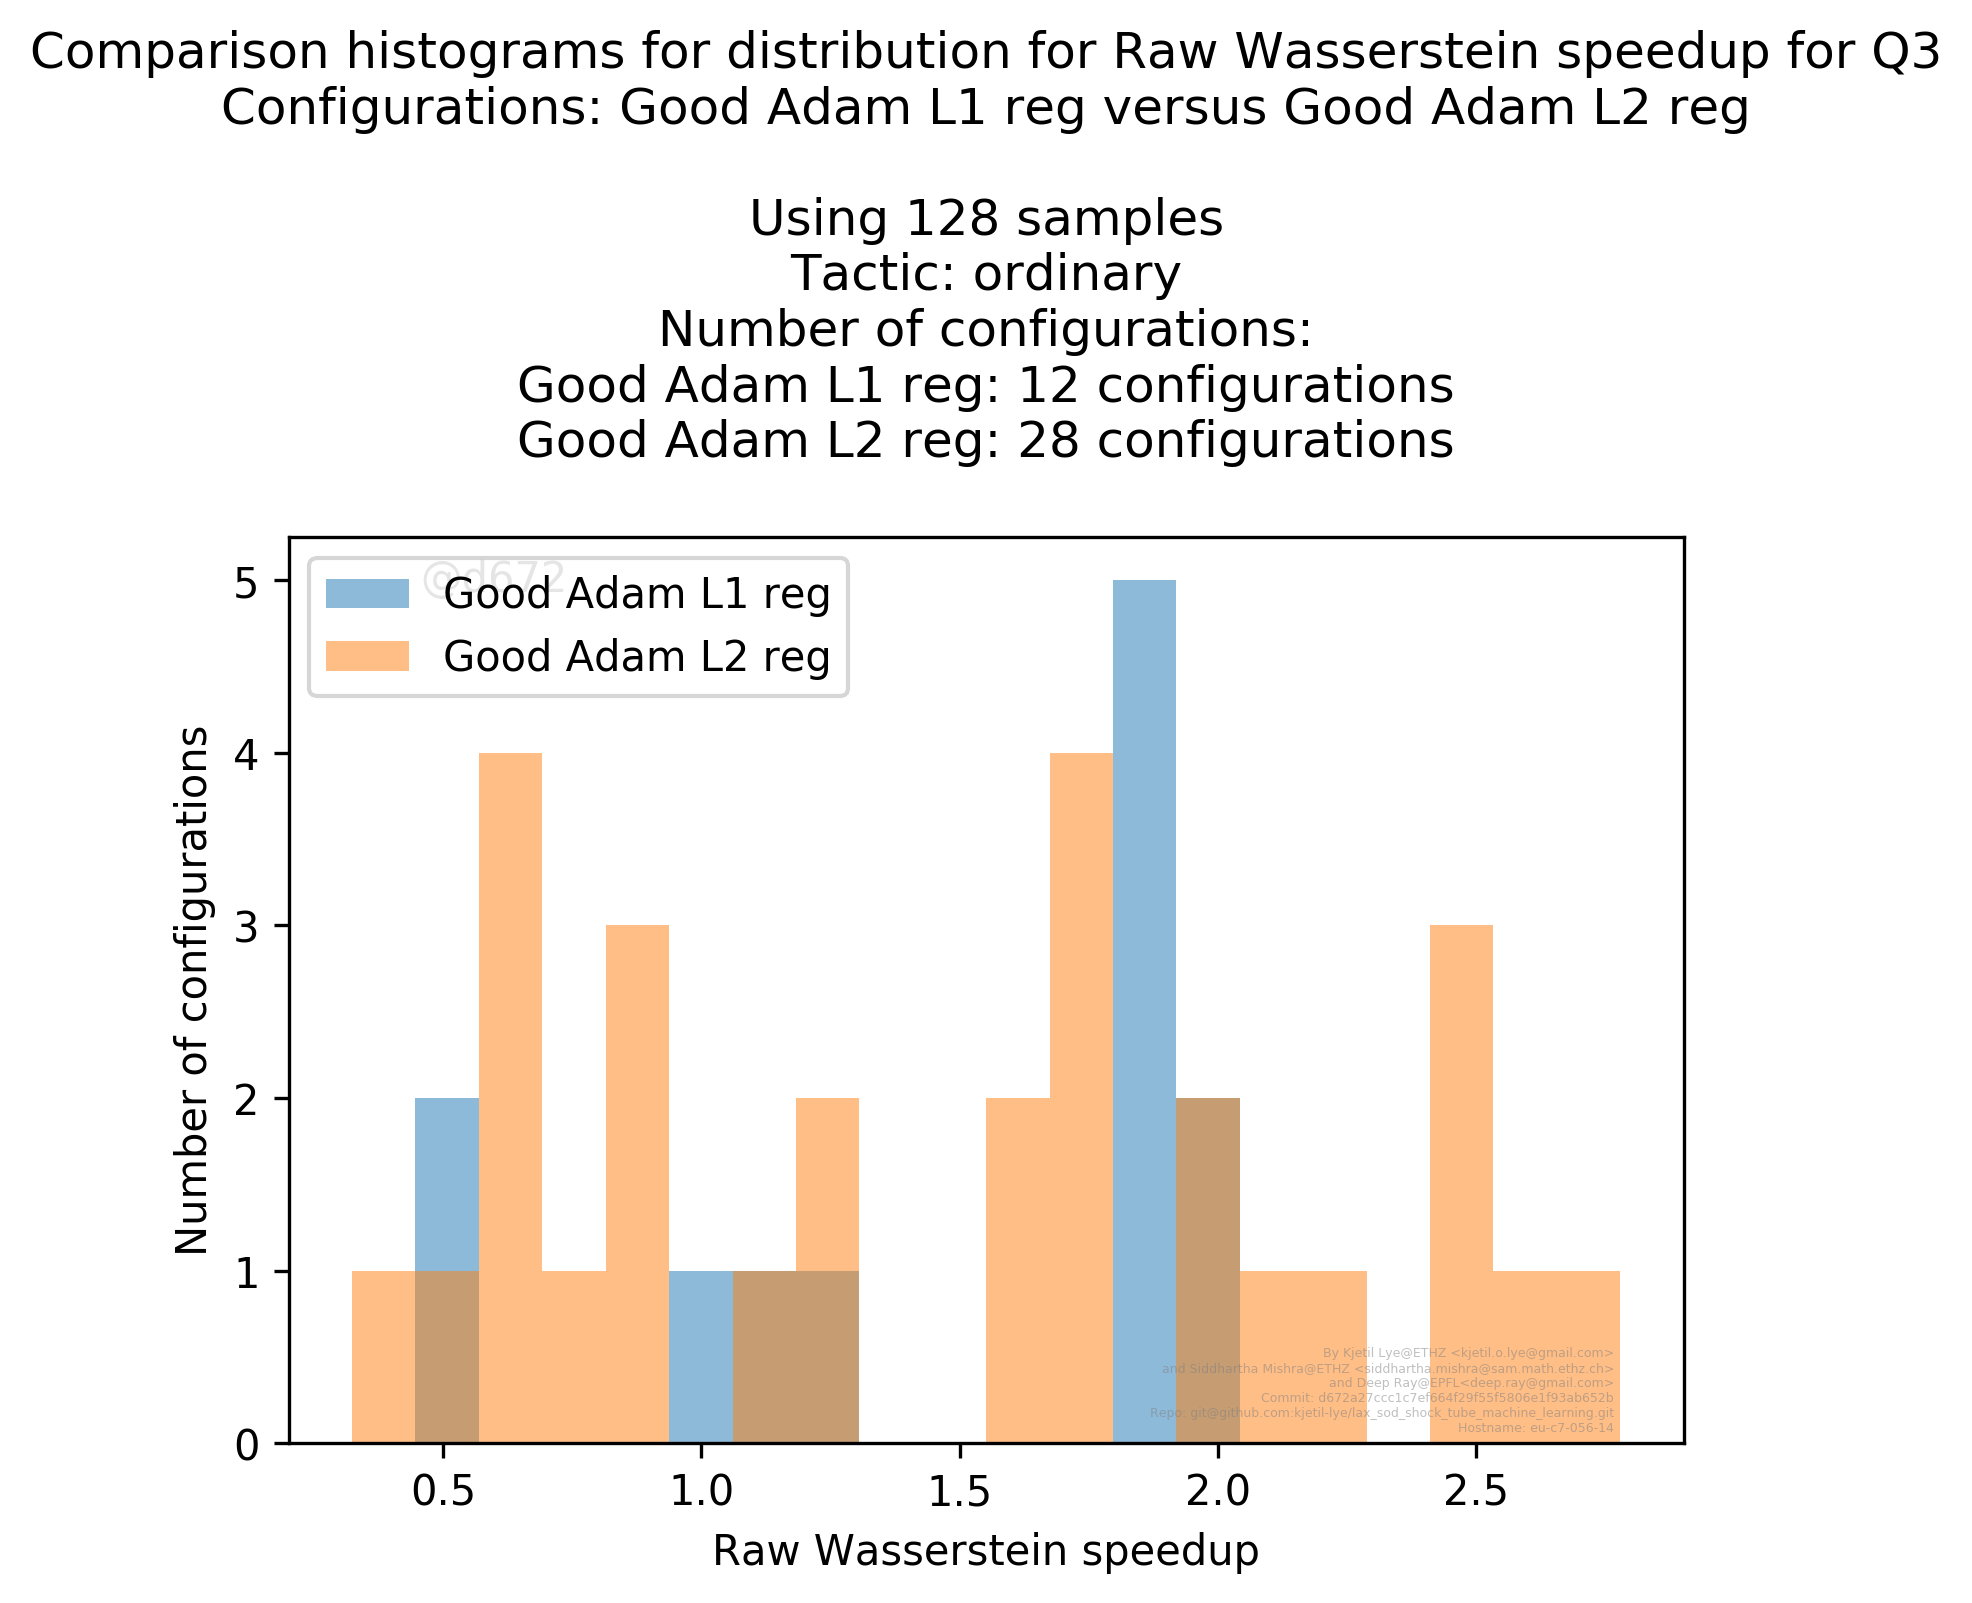 Comparison histograms for distribution for Raw Wasserstein speedup for Q3
Configurations: Good Adam L1 reg versus Good Adam L2 reg
Using 128 samples
Tactic: ordinary
Number of configurations:
Good Adam L1 reg: 12 configurations
Good Adam L2 reg: 28 configurations
@d672
Good Adam L1 reg
Good Adam L2 reg
Number of configurations
5
4
3
2
1
0
0.5 1.0 1.5 2.0 2.5
Raw Wasserstein speedup
By Kjetil Lye@ETHZ <kjetil.o.lye@gmail.com>
and Siddhartha Mishra@ETHZ <siddhartha.mishra@sam.math.ethz.ch>
and Deep Ray@EPFL<deep.ray@gmail.com>
Commit: d672a27ccc1c7ef664f29f55f5806e1f93ab652b
Repo: git@github.com:kjetil-lye/lax_sod_shock_tube_machine_learning.git
Hostname: eu-c7-056-14